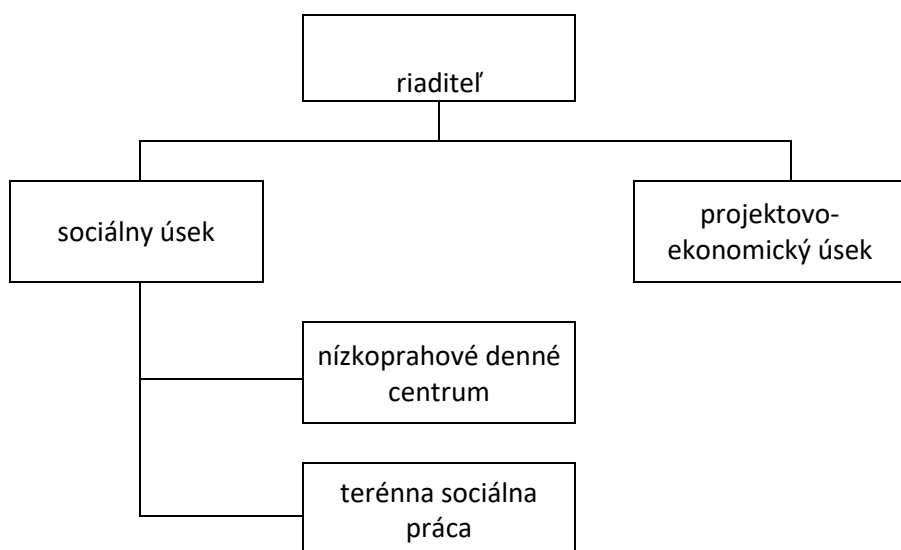 riaditeľ
sociálny úsek
projektovo-
ekonomický úsek
nízkoprahové denné
centrum
terénna sociálna
práca